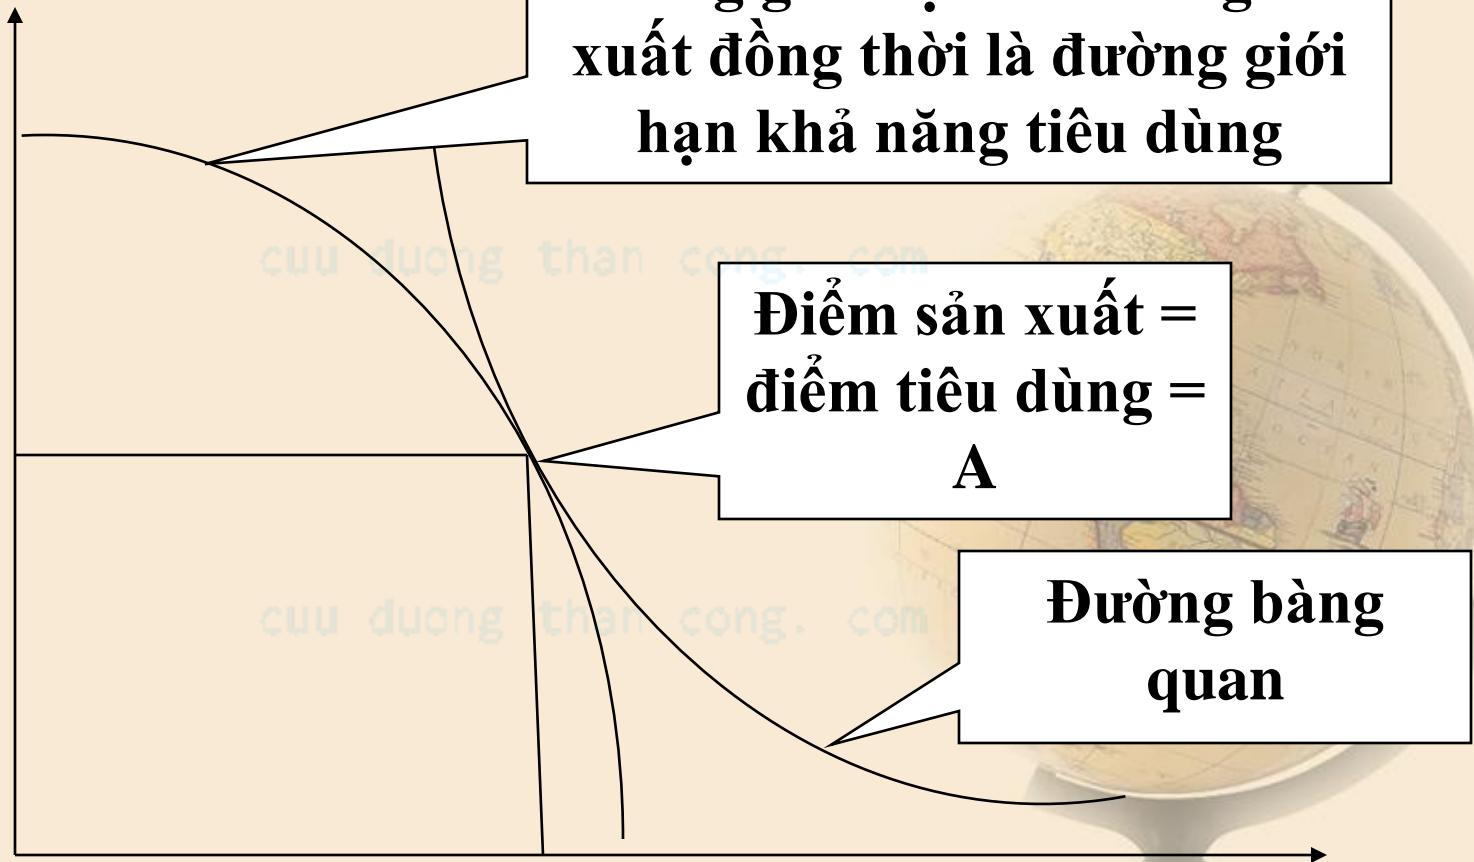 xuất đồng thời là đường giới
hạn khả năng tiêu dùng
cuu duong than cong. com
Điểm sản xuất =
điểm tiêu dùng =
A
Đường bàng
quan
cuu duong than cong. com